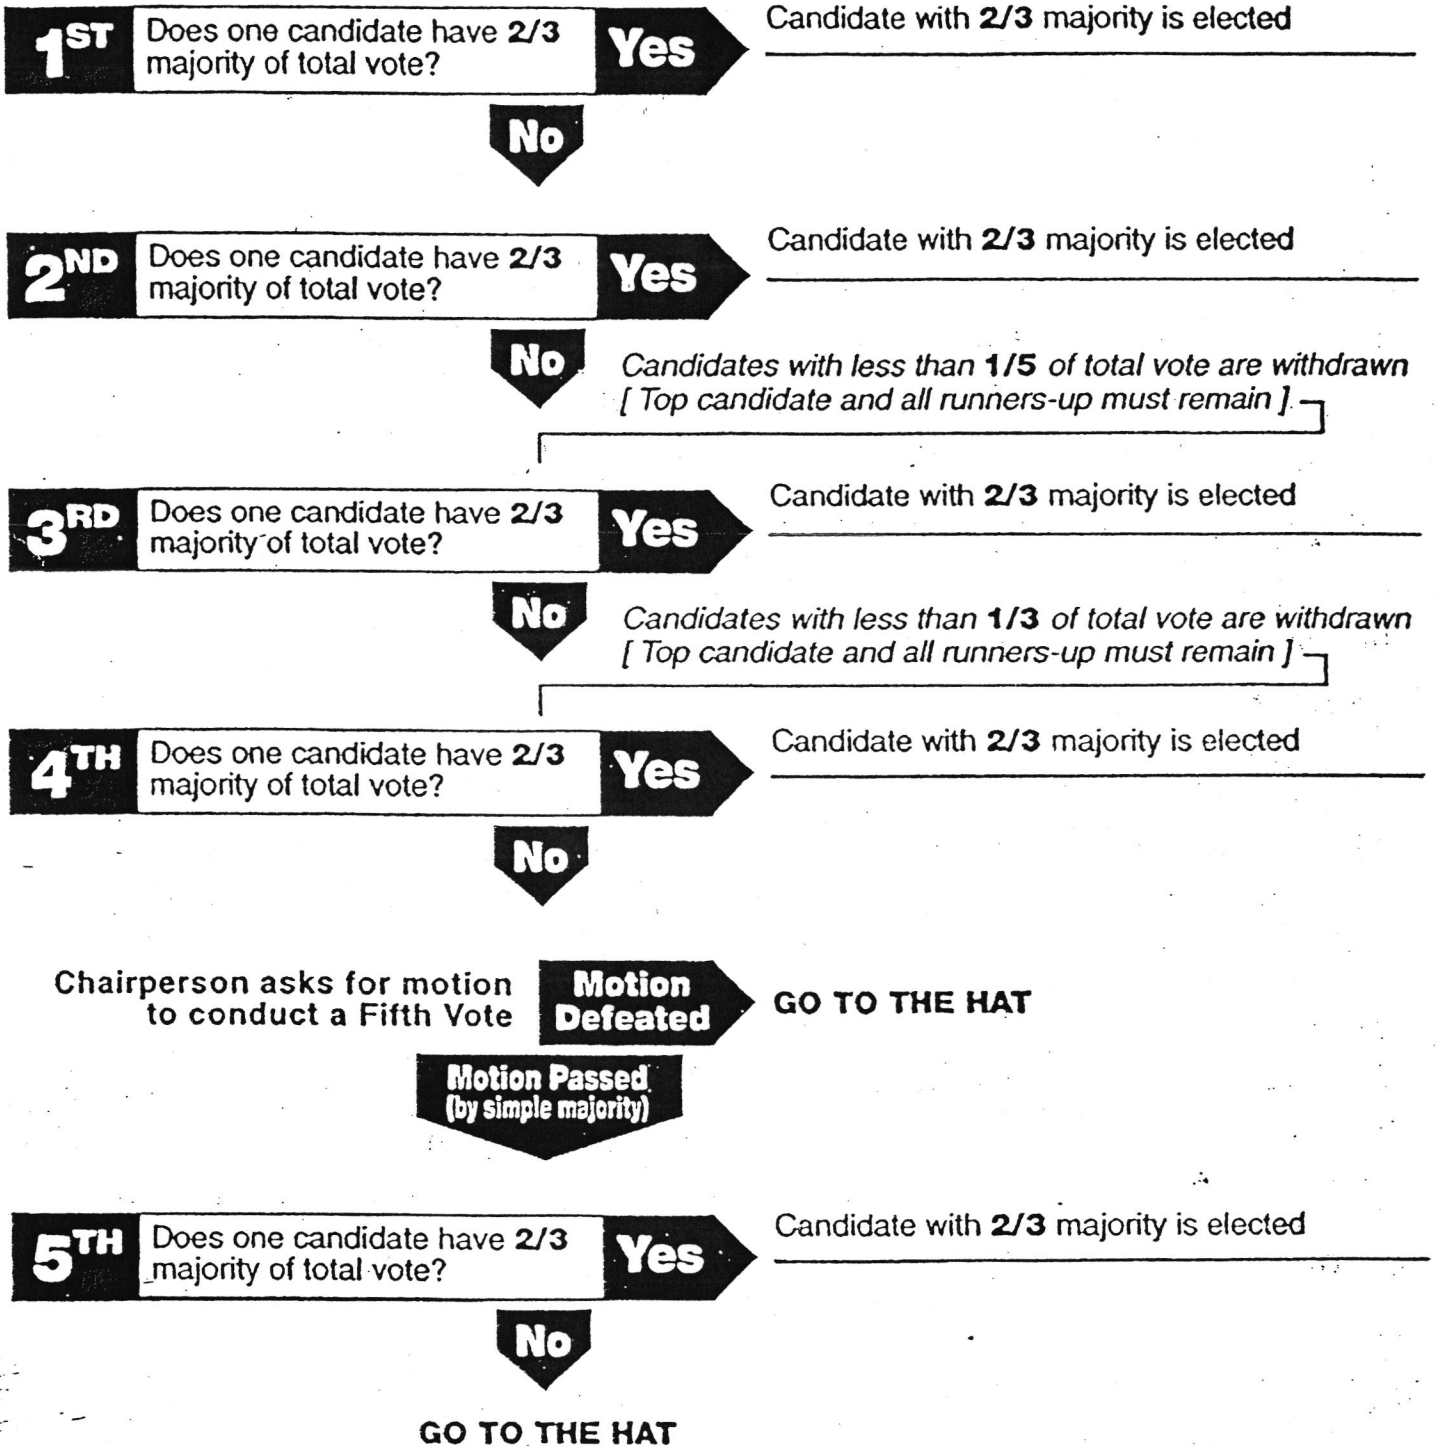 1ST Does one candidate have 2/3
majority of total vote?
Yes
Candidate with 2/3 majority is elected
No
2ND Does one candidate have 2/3
majority of total vote?
Yes
Candidate with 2/3 majority is elected
No
Candidates with less than 1/5 of total vote are withdrawn
[ Top candidate and all runners-up must remain ]
3RD Does one candidate have 2/3
majority of total vote?
Yes
Candidate with 2/3 majority is elected
No
Candidates with less than 1/3 of total vote are withdrawn
[ Top candidate and all runners-up must remain ]
4TH Does one candidate have 2/3
majority of total vote?
Yes
Candidate with 2/3 majority is elected
No
Chairperson asks for motion
to conduct a Fifth Vote
Motion
Defeated
GO TO THE HAT
Motion Passed
(by simple majority)
5TH Does one candidate have 2/3
majority of total vote?
Yes
Candidate with 2/3 majority is elected
No
GO TO THE HAT